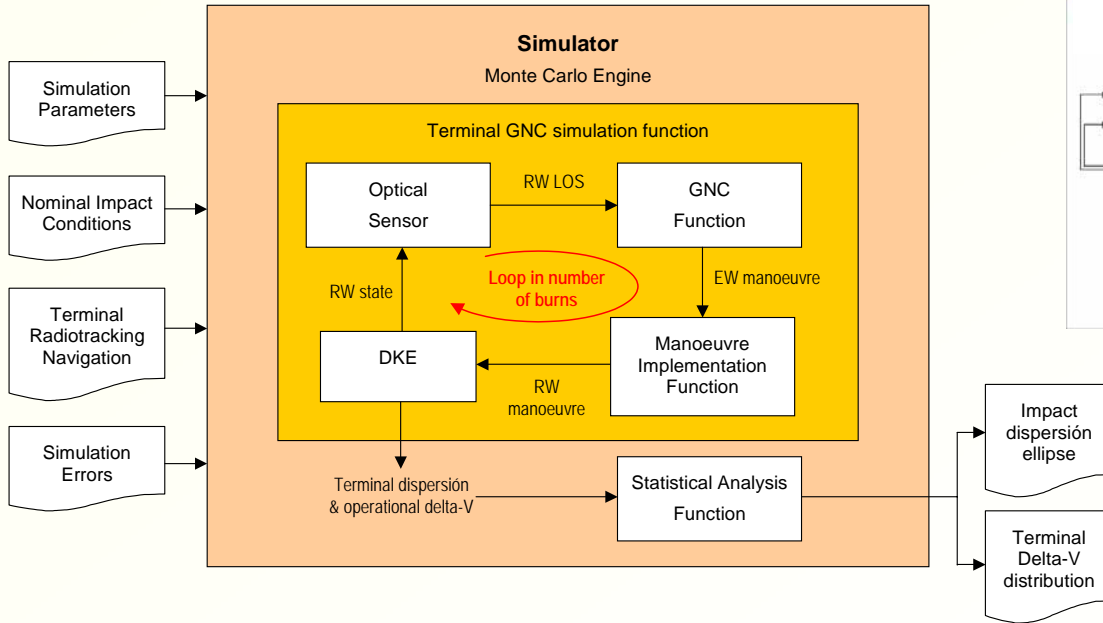 Simulator
Monte Carlo Engine
Simulation
Parameters
Nominal Impact
Conditions
Terminal
Radiotracking
Navigation
Simulation
Errors
Terminal GNC simulation function
Optical
Sensor
RW LOS
GNC
Function
RW state
Loop in number
of burns
EW manoeuvre
DKE
RW
manoeuvre
Manoeuvre
Implementation
Function
Terminal dispersión
& operational delta-V
Statistical Analysis
Function
Impact
dispersión
ellipse
Terminal
Delta-V
distribution